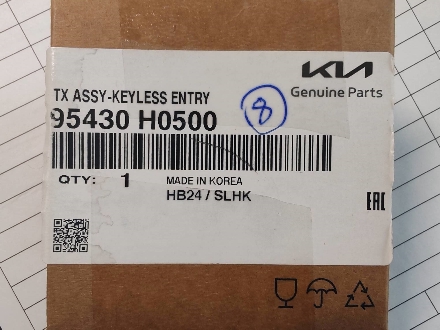 KIA
Genuine Parts
TX ASSY-KEYLESS ENTRY
95430 H0500
8
QTY: 1
MADE IN KOREA
HB24 / SLHK
EAC